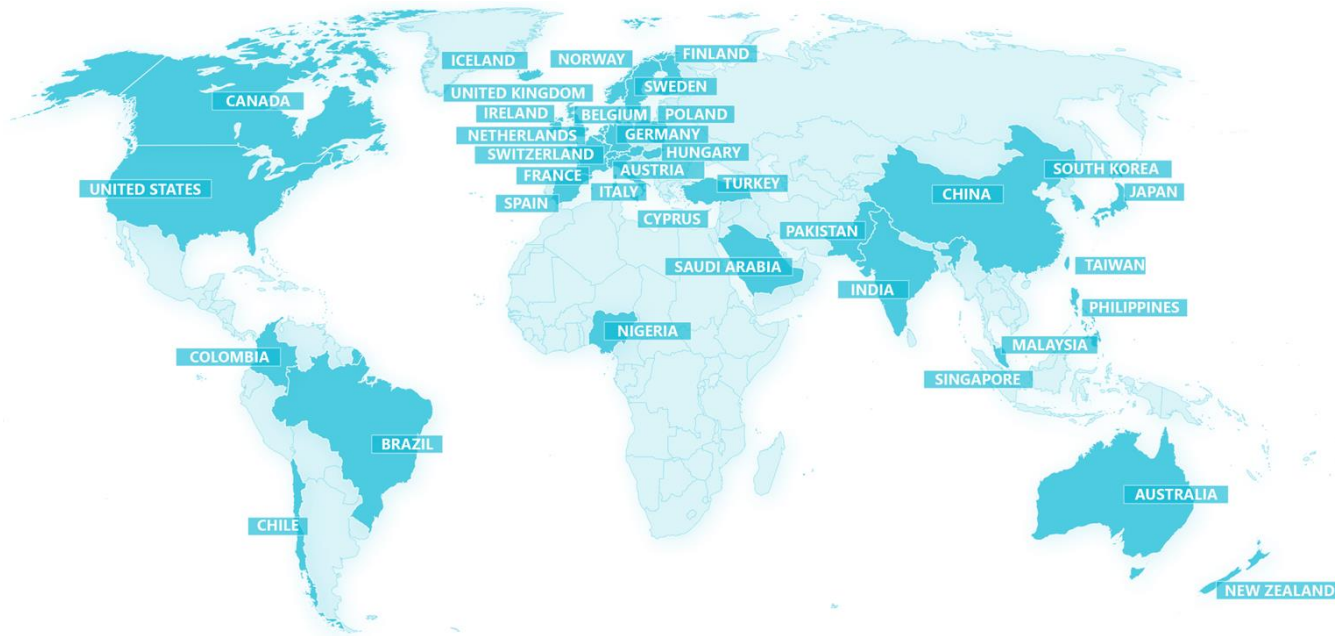 ICELAND
NORWAY
FINLAND
CANADA
UNITED KINGDOM
SWEDEN
IRELAND
BELGIUM
POLAND
NETHERLANDS
GERMANY
SWITZERLAND
HUNGARY
FRANCE
AUSTRIA
SOUTH KOREA
UNITED STATES
ITALY
TURKEY
CHINA
JAPAN
SPAIN
CYPRUS
PAKISTAN
SAUDI ARABIA
TAIWAN
INDIA
PHILIPPINES
NIGERIA
MALAYSIA
COLOMBIA
SINGAPORE
BRAZIL
AUSTRALIA
CHILE
NEW ZEALAND